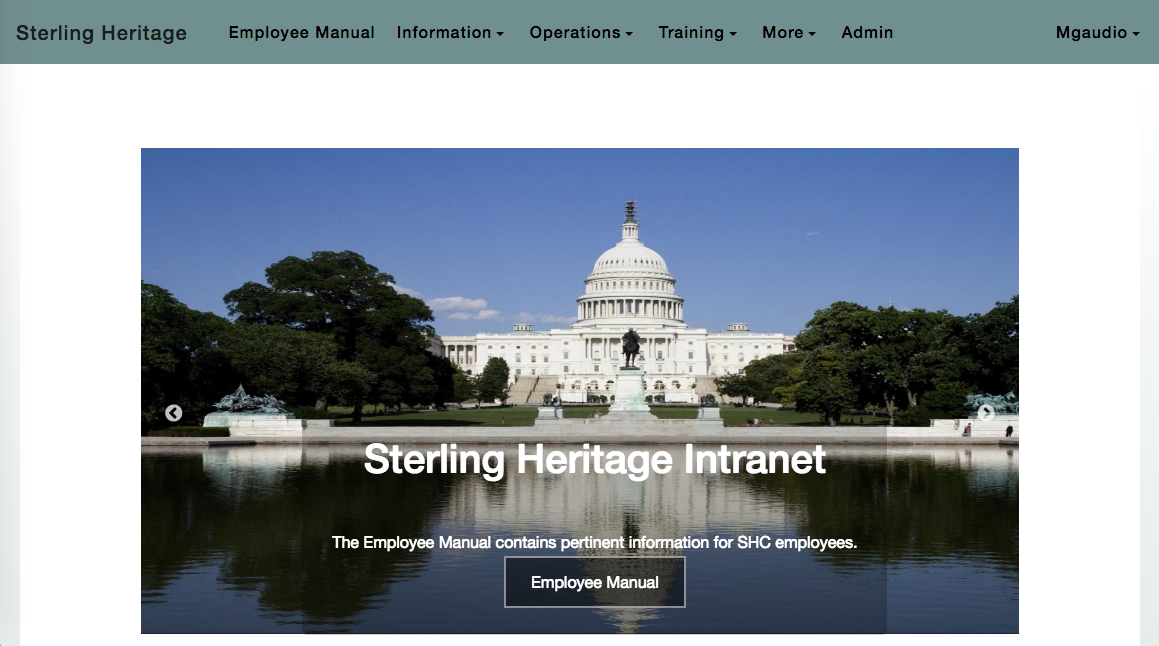 Sterling Heritage Employee Manual Information Operations Training More Admin Mgaudio
Sterling Heritage Intranet
The Employee Manual contains pertinent information for SHC employees.
Employee Manual